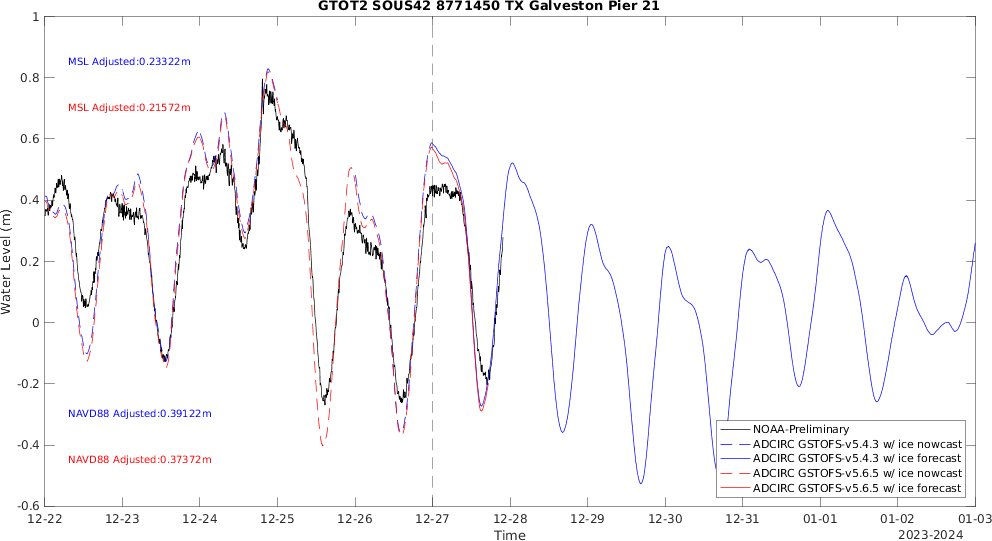 GTOT2 SOUS42 8771450 TX Galveston Pier 21
1
0.8
0.6
0.4
0.2
0
-0.2
-0.4
-0.6
Water Level (m)
MSL Adjusted:0.23322m
MSL Adjusted:0.21572m
NAVD88 Adjusted:0.39122m
NAVD88 Adjusted:0.37372m
NOAA-Preliminary
ADCIRC GSTOFS-v5.4.3 w/ ice nowcast
ADCIRC GSTOFS-v5.4.3 w/ ice forecast
ADCIRC GSTOFS-v5.6.5 w/ ice nowcast
ADCIRC GSTOFS-v5.6.5 w/ ice forecast
12-22 12-23 12-24 12-25 12-26 12-27 12-28 12-29 12-30 12-31 01-01 01-02 01-03
Time
2023-2024